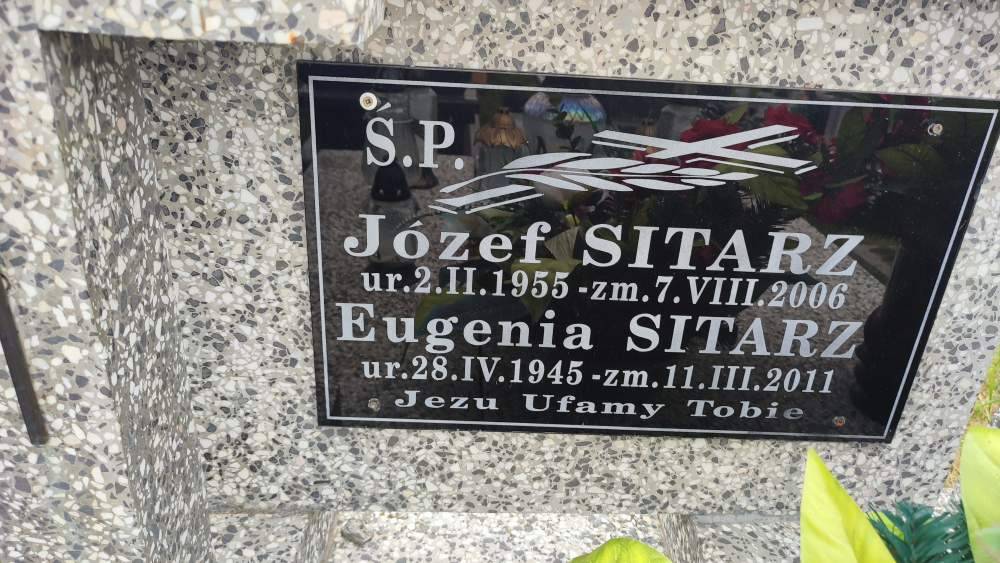 Ś.P.
Józef SITARZ
ur.2.II.1955-zm.7.VIII.2006
Eugenia SITARZ
ur.28.IV.1945-zm.11.III.2011
Jezu Ufamy Tobie